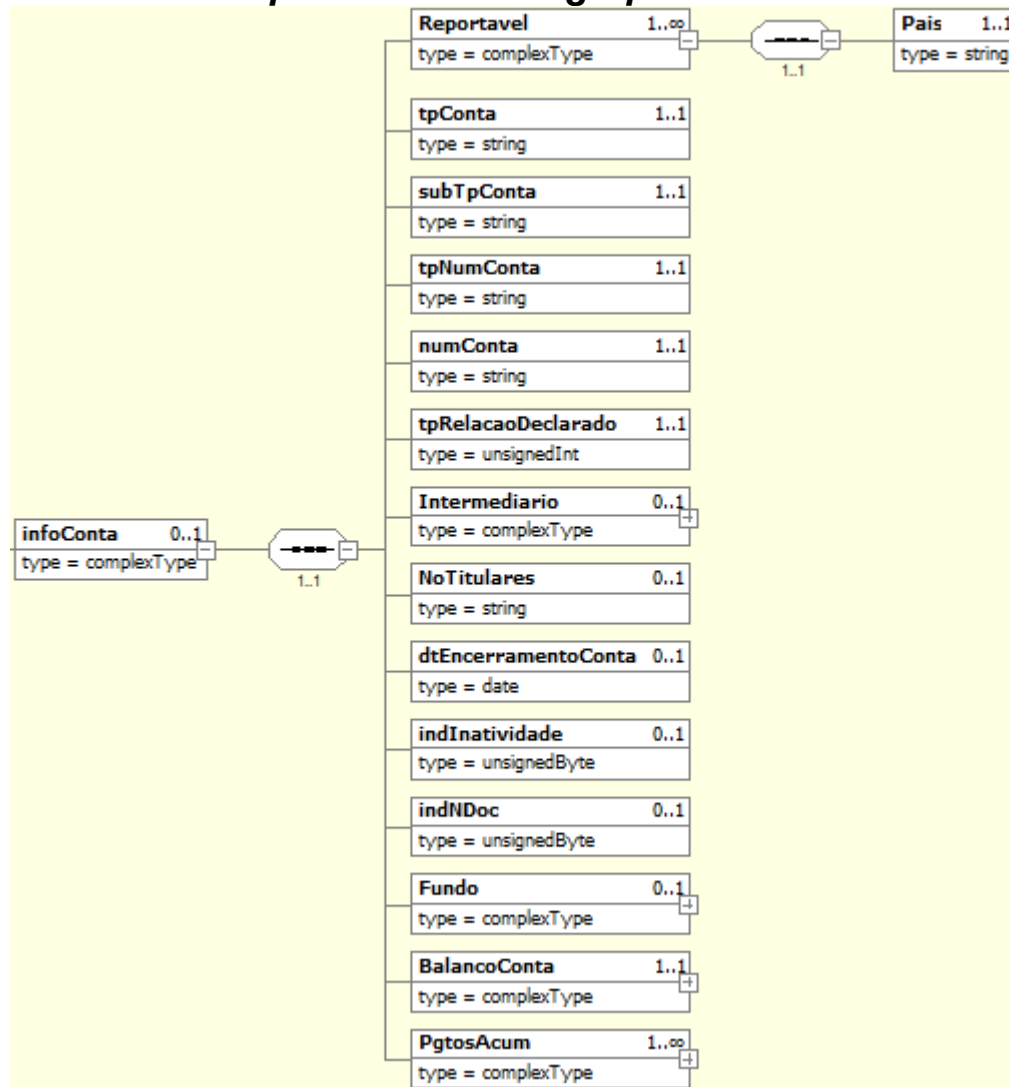 Reportavel 1..∞
type = complexType
1..1
Pais 1..1
type = string
tpConta 1..1
type = string
subTpConta 1..1
type = string
tpNumConta 1..1
type = string
numConta 1..1
type = string
tpRelacaoDeclarado 1..1
type = unsignedInt
Intermediario 0..1
type = complexType
infoConta 0..1
type = complexType
1..1
NoTitulares 0..1
type = string
dtEncerramentoConta 0..1
type = date
indInatividade 0..1
type = unsignedByte
indNDoc 0..1
type = unsignedByte
Fundo 0..1
type = complexType
BalancoConta 1..1
type = complexType
PgtosAcum 1..∞
type = complexType